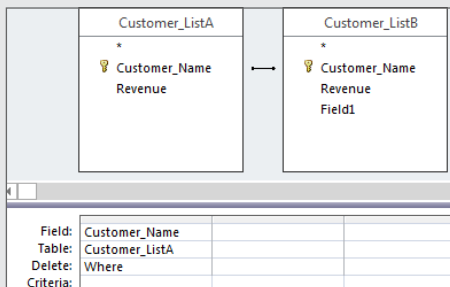 Customer_ListA
*
Customer_Name
Revenue
Customer_ListB
*
Customer_Name
Revenue
Field1
Field: Customer_Name
Table: Customer_ListA
Delete: Where
Criteria: